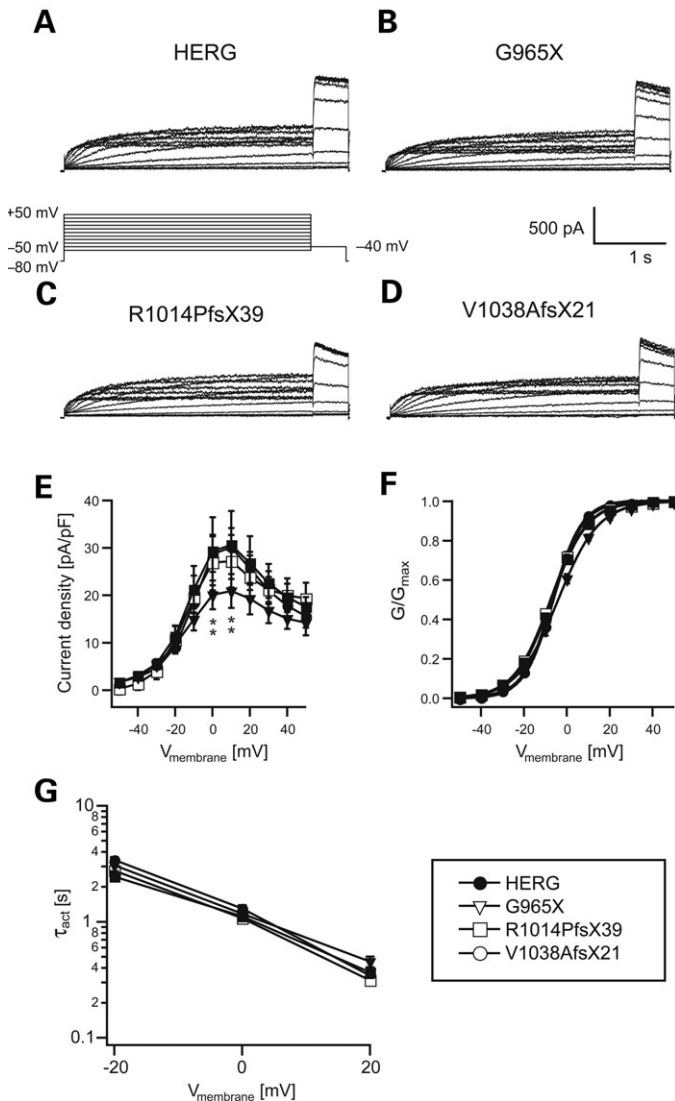 A
HERG
B
G965X
+50 mV
–50 mV
–80 mV
–40 mV
500 pA
1 s
C
R1014PfsX39
D
V1038AfsX21
E
Current density [pA/pF]
40
30
20
10
0
-40
-20
0
20
40
V membrane [mV]
**
**
F
G/Gmax
1.0
0.8
0.6
0.4
0.2
0.0
-40
-20
0
20
40
V membrane [mV]
G
τact [s]
10
8
6
4
2
1
8
6
4
2
0.1
-20
0
20
V membrane [mV]
HERG
G965X
R1014PfsX39
V1038AfsX21